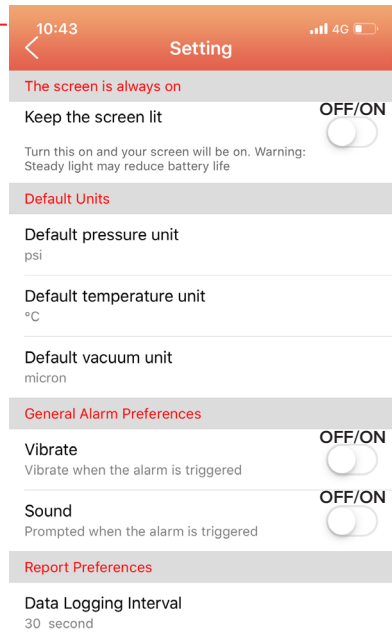 10:43
4G
Setting
The screen is always on
Keep the screen lit
OFF/ON
Turn this on and your screen will be on. Warning:
Steady light may reduce battery life
Default Units
Default pressure unit
psi
Default temperature unit
°C
Default vacuum unit
micron
General Alarm Preferences
Vibrate
OFF/ON
Vibrate when the alarm is triggered
Sound
OFF/ON
Prompted when the alarm is triggered
Report Preferences
Data Logging Interval
30 second